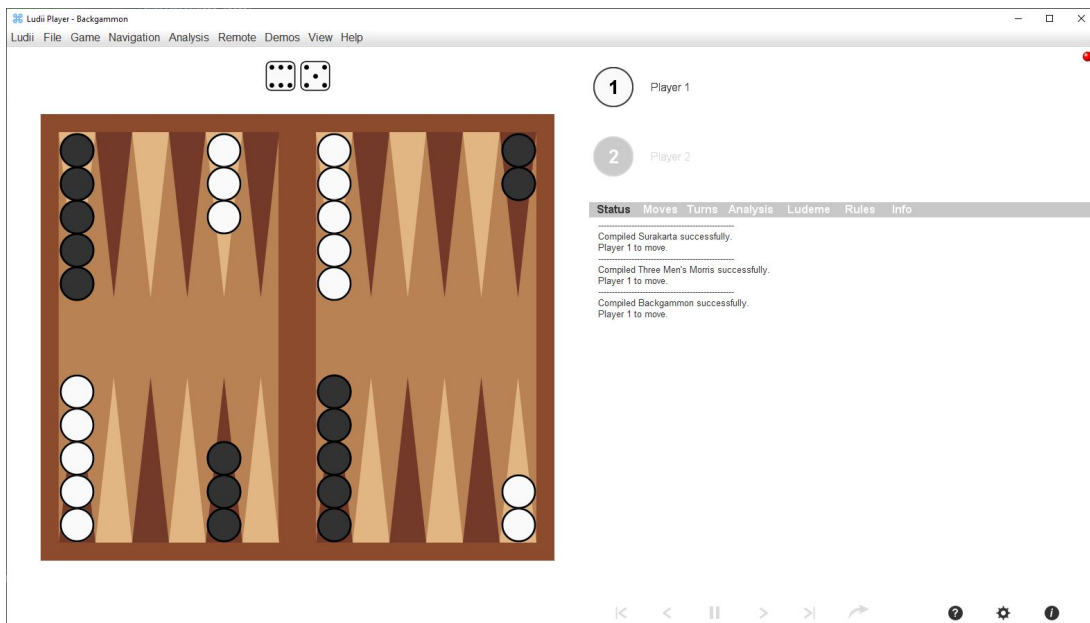 Ludii Player - Backgammon
Ludii File Game Navigation Analysis Remote Demos View Help
1 Player 1
2 Player 2
Status Moves Turns Analysis Ludeme Rules Info
------------------------------------------------
Compiled Surakarta successfully.
Player 1 to move.
------------------------------------------------
Compiled Three Men's Morris successfully.
Player 1 to move.
------------------------------------------------
Compiled Backgammon successfully.
Player 1 to move.